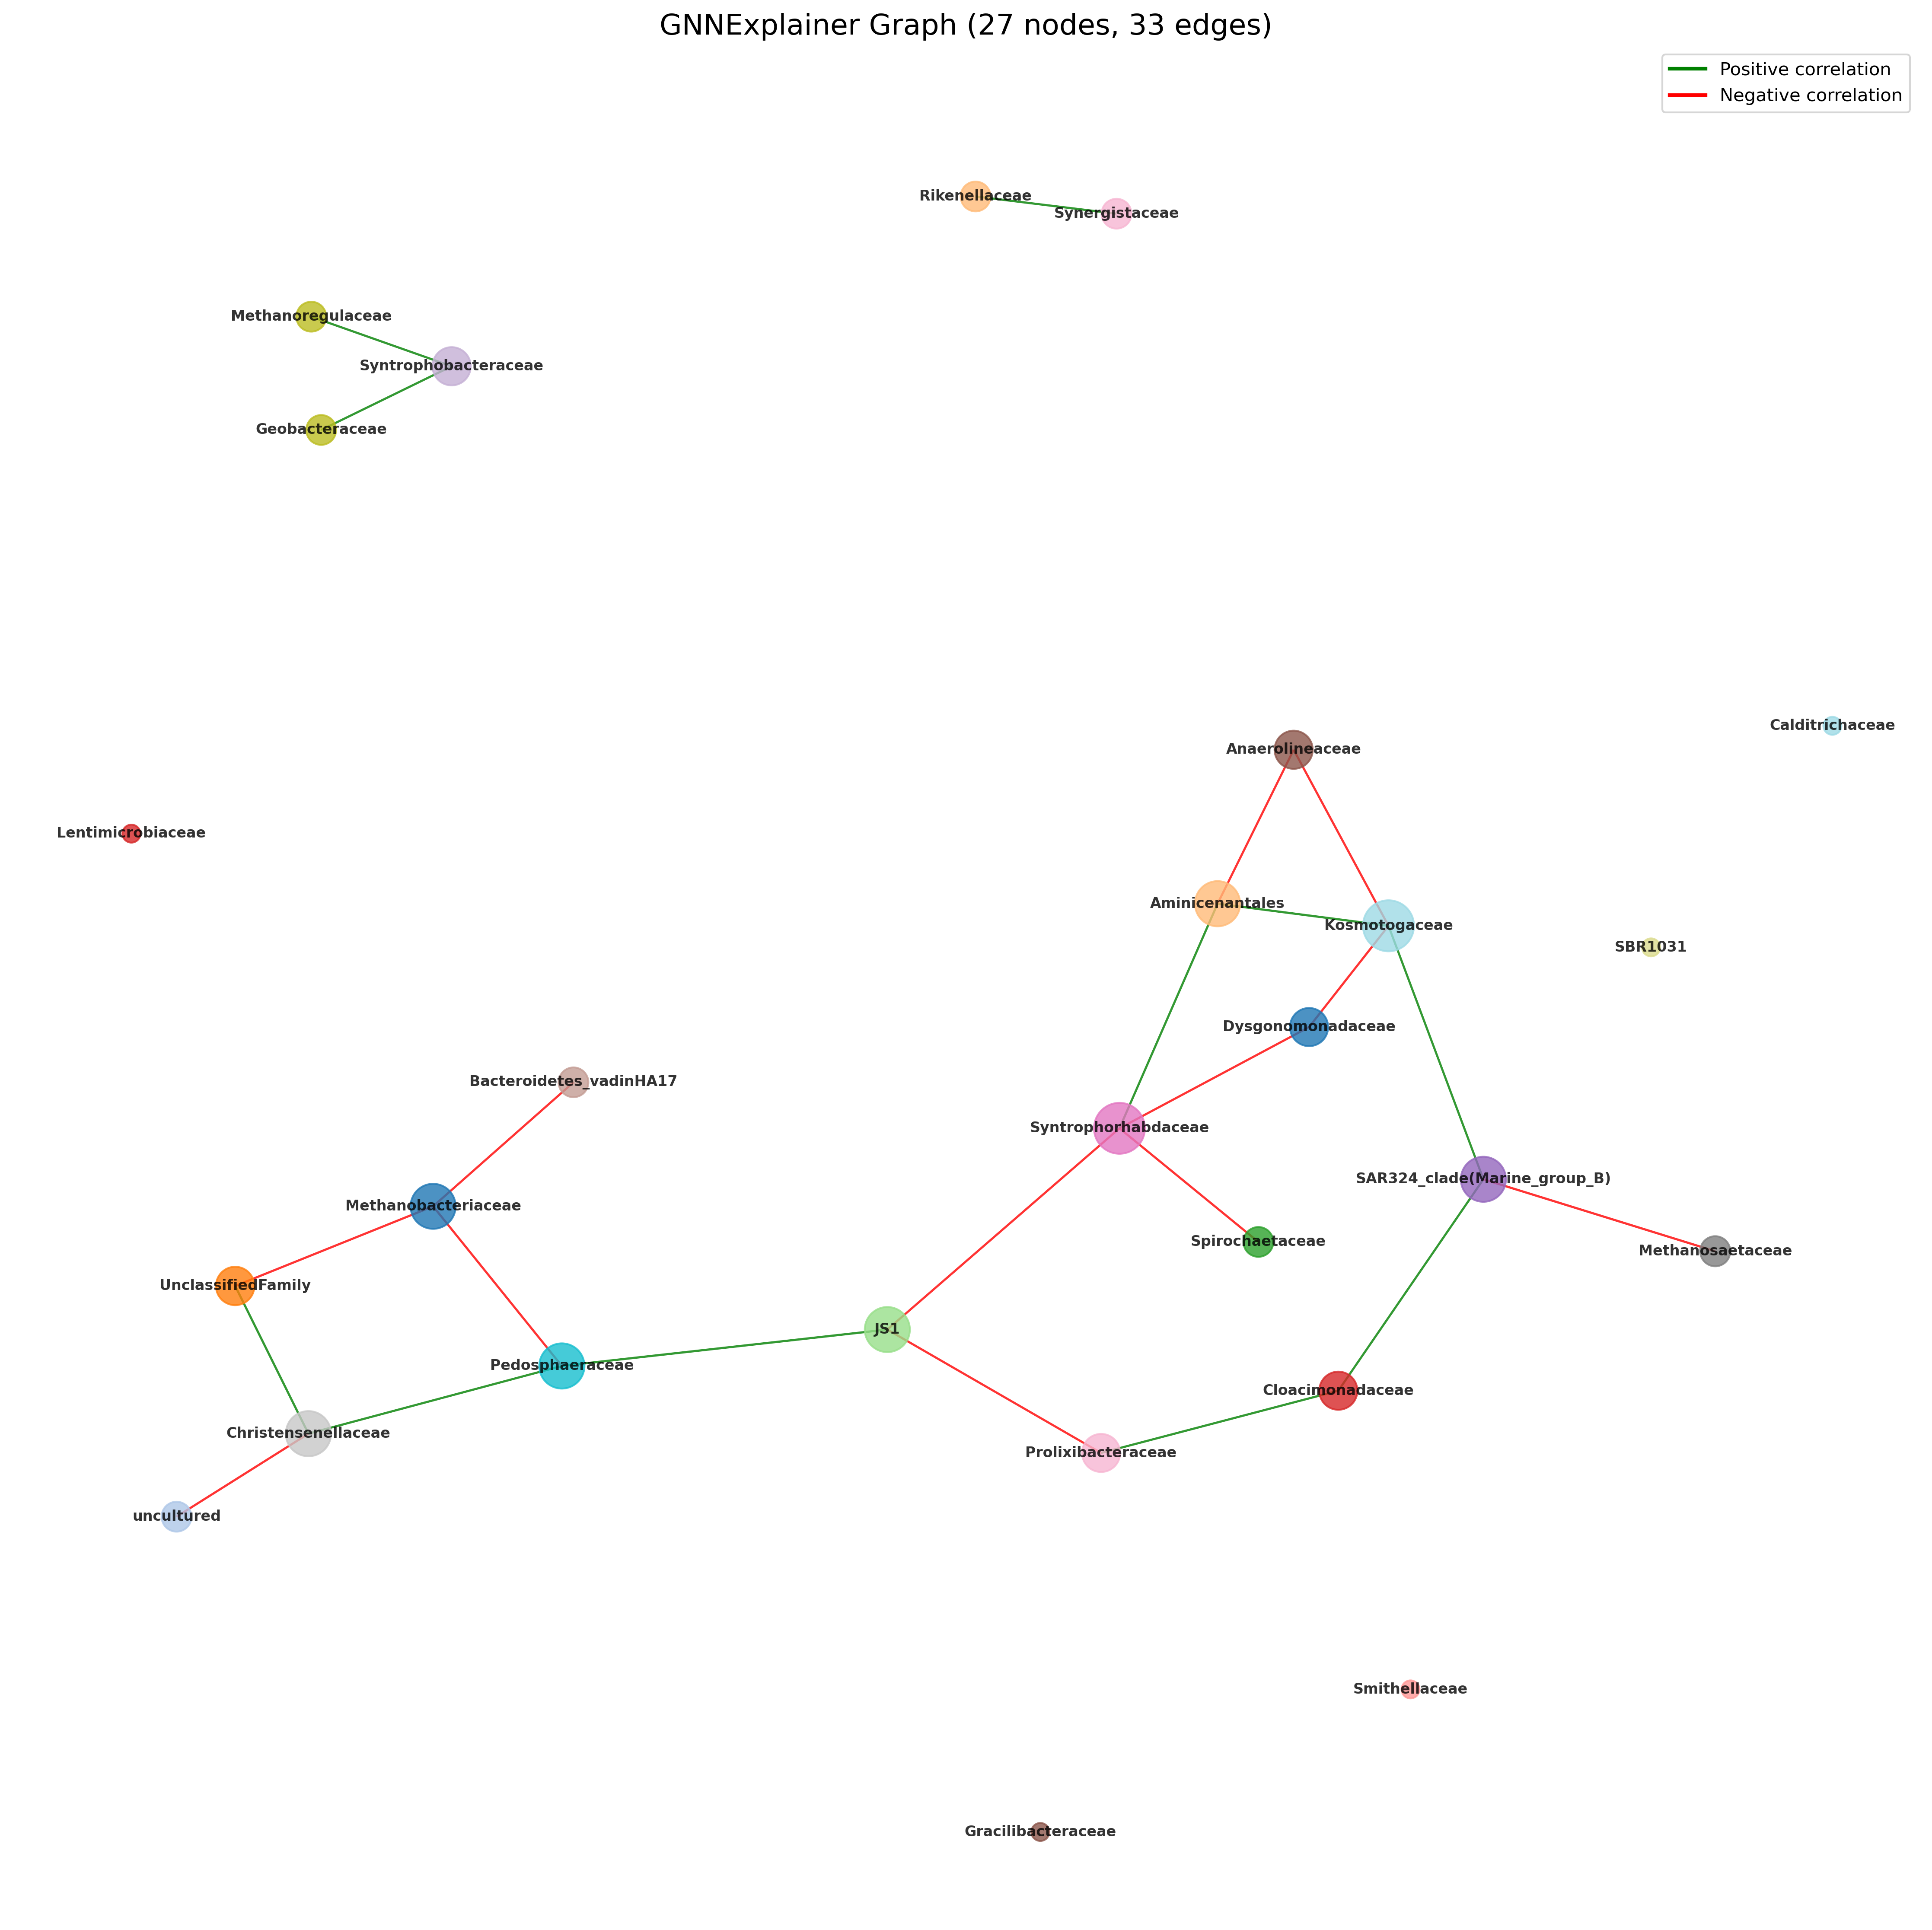 GNNExplainer Graph (27 nodes, 33 edges)
Positive correlation
Negative correlation
Rikenellaceae
Synergistaceae
Methanoregulaceae
Syntrophobacteraceae
Geobacteraceae
Calditrichaceae
Anaerolineaceae
Lentimicrobiaceae
Aminicenantales
Kosmotogaceae
SBR1031
Dysgonomonadaceae
Bacteroidetes_vadinHA17
Syntrophorhabdaceae
SAR324_clade(Marine_group_B)
Methanobacteriaceae
Spirochaetaceae
Methanosaetaceae
UnclassifiedFamily
JS1
Pedosphaeraceae
Cloacimonadaceae
Christensenellaceae
Prolixibacteraceae
uncultured
Smithellaceae
Gracilibacteraceae